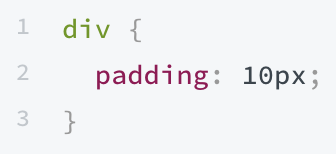 1 div {
2   padding: 10px;
3 }